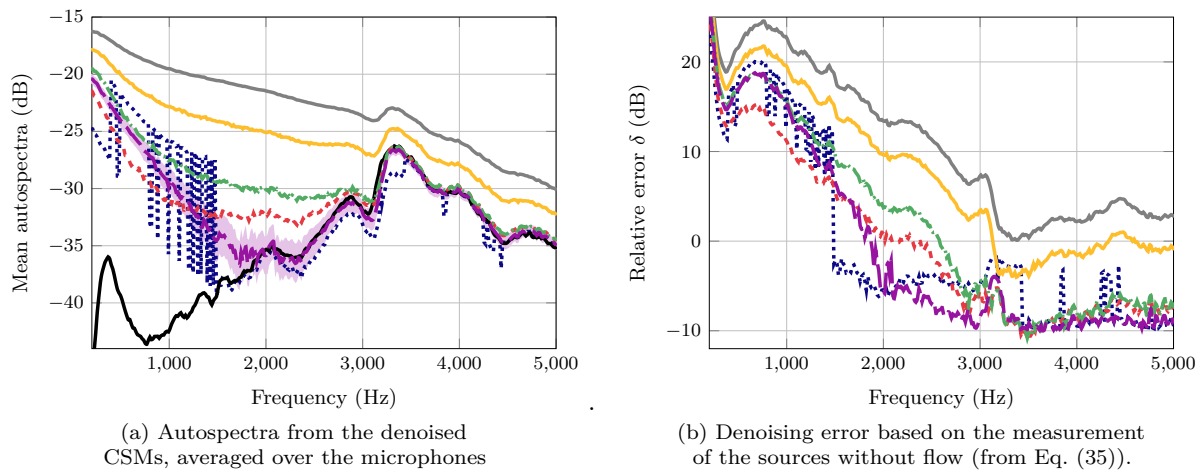 −15
−20
−25
−30
−35
−40
1,000 2,000 3,000 4,000 5,000
Mean autospectra (dB)
Frequency (Hz)
(a) Autospectra from the denoised
CSMs, averaged over the microphones
.
20
10
0
−10
1,000 2,000 3,000 4,000 5,000
Relative error δ (dB)
Frequency (Hz)
(b) Denoising error based on the measurement
of the sources without flow (from Eq. (35)).